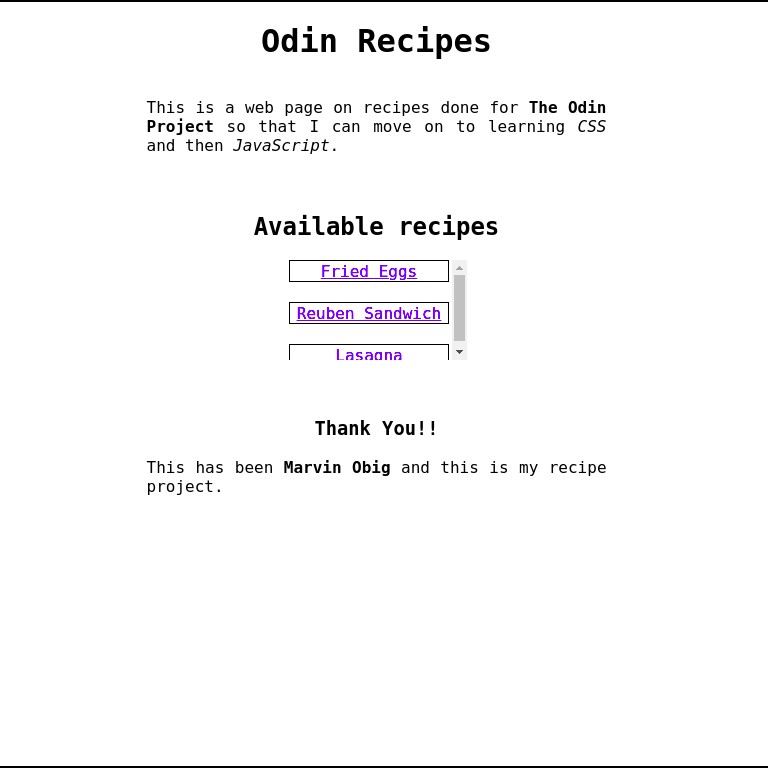 Odin Recipes
This is a web page on recipes done for The Odin
Project so that I can move on to learning CSS
and then JavaScript.
Available recipes
Fried Eggs
Reuben Sandwich
Lasagna
Thank You!!
This has been Marvin Obig and this is my recipe
project.